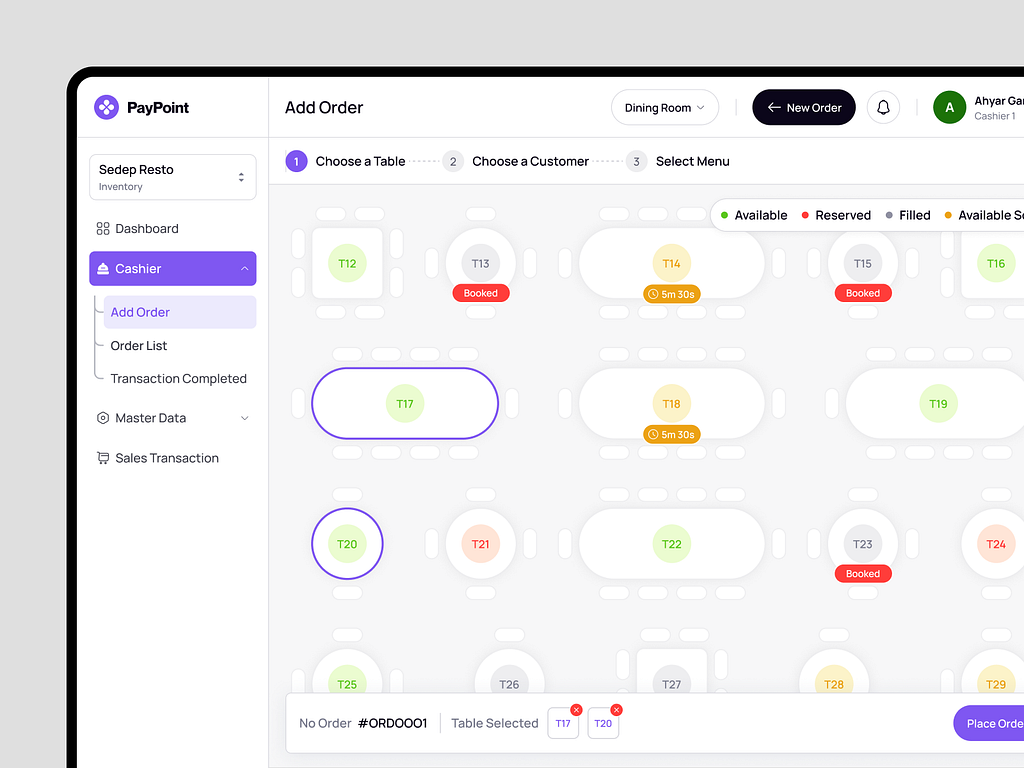 PayPoint
Add Order
Dining Room
New Order
A
Ahyar Gar
Cashier 1
Sedep Resto
Inventory
Dashboard
Cashier
Add Order
Order List
Transaction Completed
Master Data
Sales Transaction
1 Choose a Table
2 Choose a Customer
3 Select Menu
Available
Reserved
Filled
Available
T12
T13
Booked
T14
5m 30s
T15
Booked
T16
T17
T18
5m 30s
T19
T20
T21
T22
T23
Booked
T24
T25
T26
T27
T28
T29
No Order #ORD0001
Table Selected
T17
T20
Place